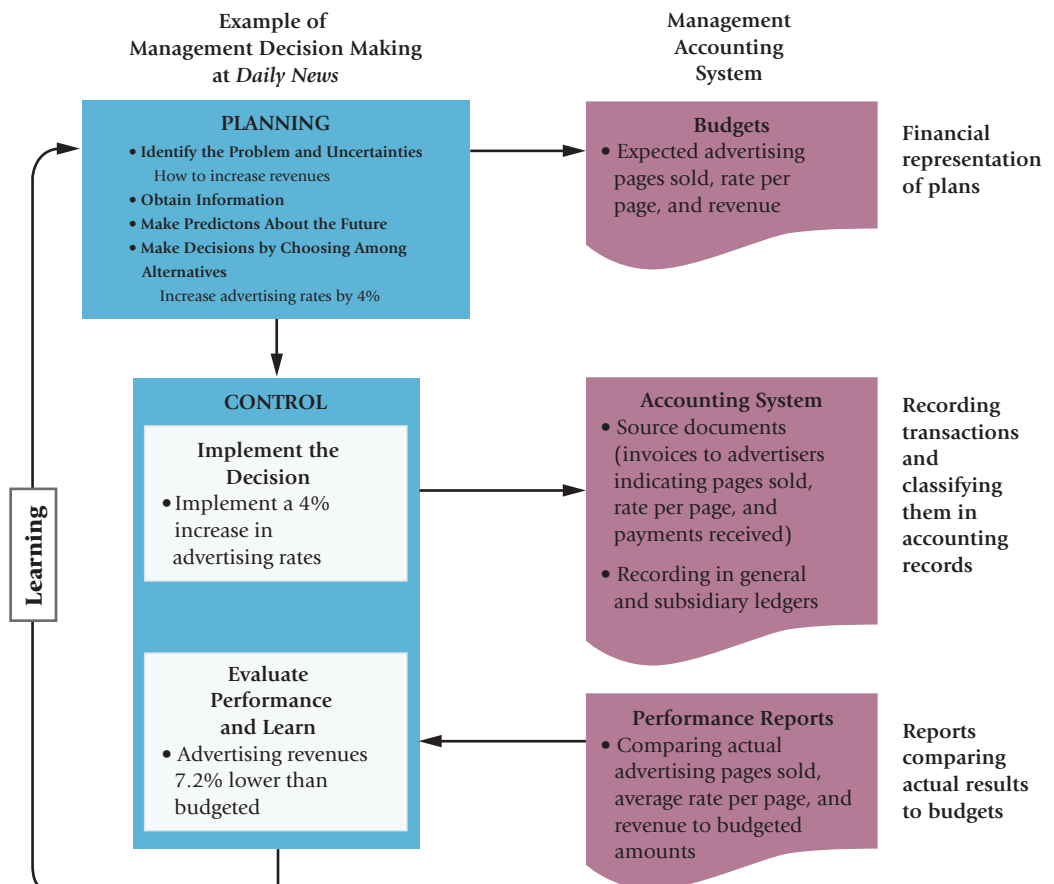 Example of
Management Decision Making
at Daily News
Management
Accounting
System
PLANNING
• Identify the Problem and Uncertainties
How to increase revenues
• Obtain Information
• Make Predictons About the Future
• Make Decisions by Choosing Among
Alternatives
Increase advertising rates by 4%
Budgets
• Expected advertising
pages sold, rate per
page, and revenue
Financial
representation
of plans
CONTROL
Implement the
Decision
• Implement a 4%
increase in
advertising rates
Accounting System
• Source documents
(invoices to advertisers
indicating pages sold,
rate per page, and
payments received)
• Recording in general
and subsidiary ledgers
Recording
transactions
and
classifying
them in
accounting
records
Learning
Evaluate
Performance
and Learn
• Advertising revenues
7.2% lower than
budgeted
Performance Reports
• Comparing actual
advertising pages sold,
average rate per page, and
revenue to budgeted
amounts
Reports
comparing
actual results
to budgets